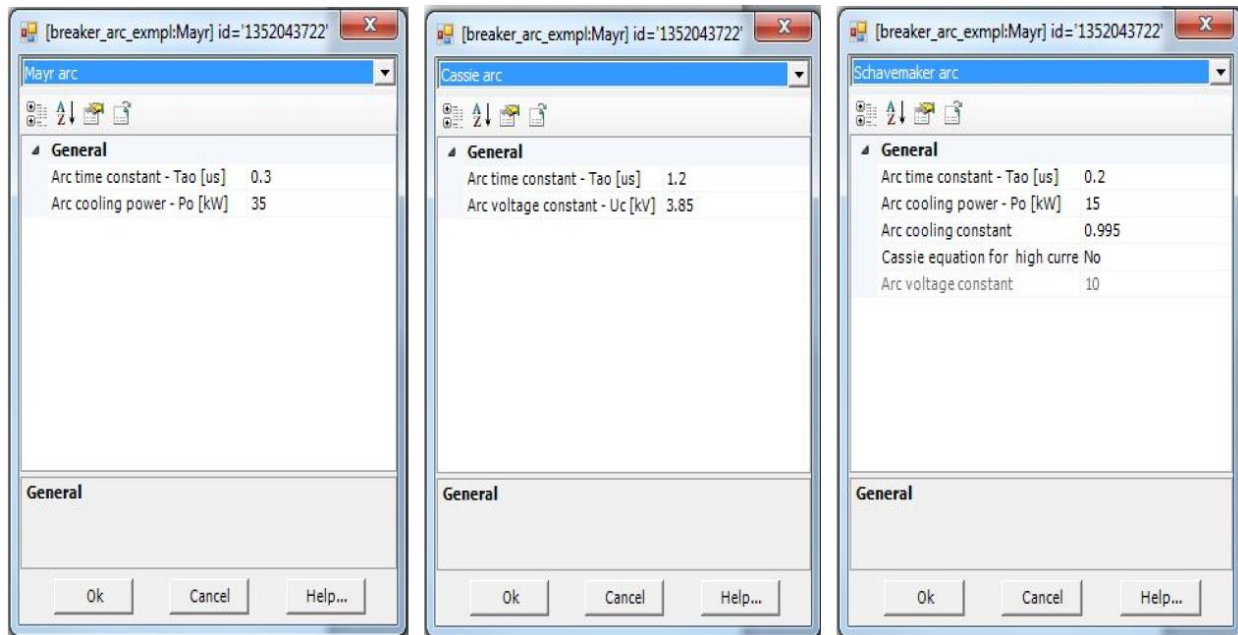 [breaker_arc_exmpl:Mayr] id='1352043722'
X
Mayr arc
General
Arc time constant - Tao [us] 0.3
Arc cooling power - Po [kW] 35
General
Ok Cancel Help...
[breaker_arc_exmpl:Mayr] id='1352043722'
X
Cassie arc
General
Arc time constant - Tao [us] 1.2
Arc voltage constant - Uc [kV] 3.85
General
Ok Cancel Help...
[breaker_arc_exmpl:Mayr] id='1352043722'
X
Schavemaker arc
General
Arc time constant - Tao [us] 0.2
Arc cooling power - Po [kW] 15
Arc cooling constant 0.995
Cassie equation for high curre No
Arc voltage constant 10
General
Ok Cancel Help...